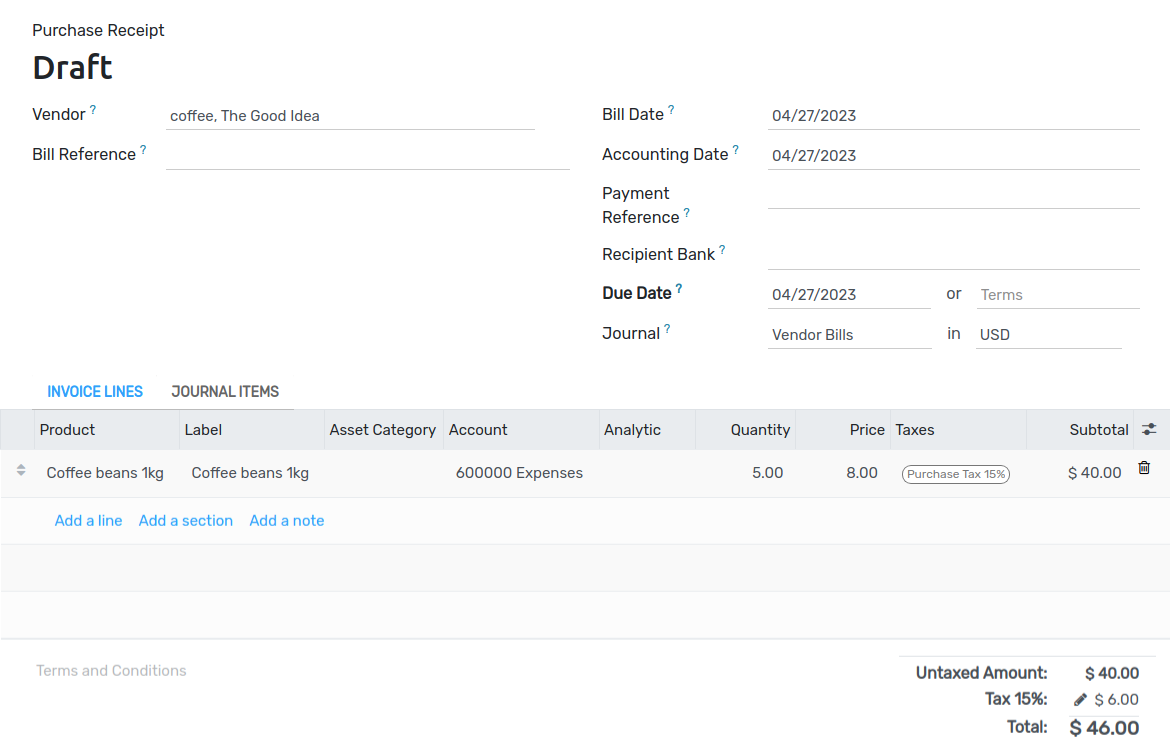 Purchase Receipt
Draft
Vendor ? coffee, The Good Idea
Bill Reference ?
Bill Date ? 04/27/2023
Accounting Date ? 04/27/2023
Payment
Reference ?
Recipient Bank ?
Due Date ? 04/27/2023 or Terms
Journal ? Vendor Bills in USD
INVOICE LINES JOURNAL ITEMS
Product Label Asset Category Account Analytic Quantity Price Taxes Subtotal
Coffee beans 1kg Coffee beans 1kg 600000 Expenses 5.00 8.00 Purchase Tax 15% $ 40.00
Add a line Add a section Add a note
Terms and Conditions
Untaxed Amount: $ 40.00
Tax 15%: $ 6.00
Total: $ 46.00